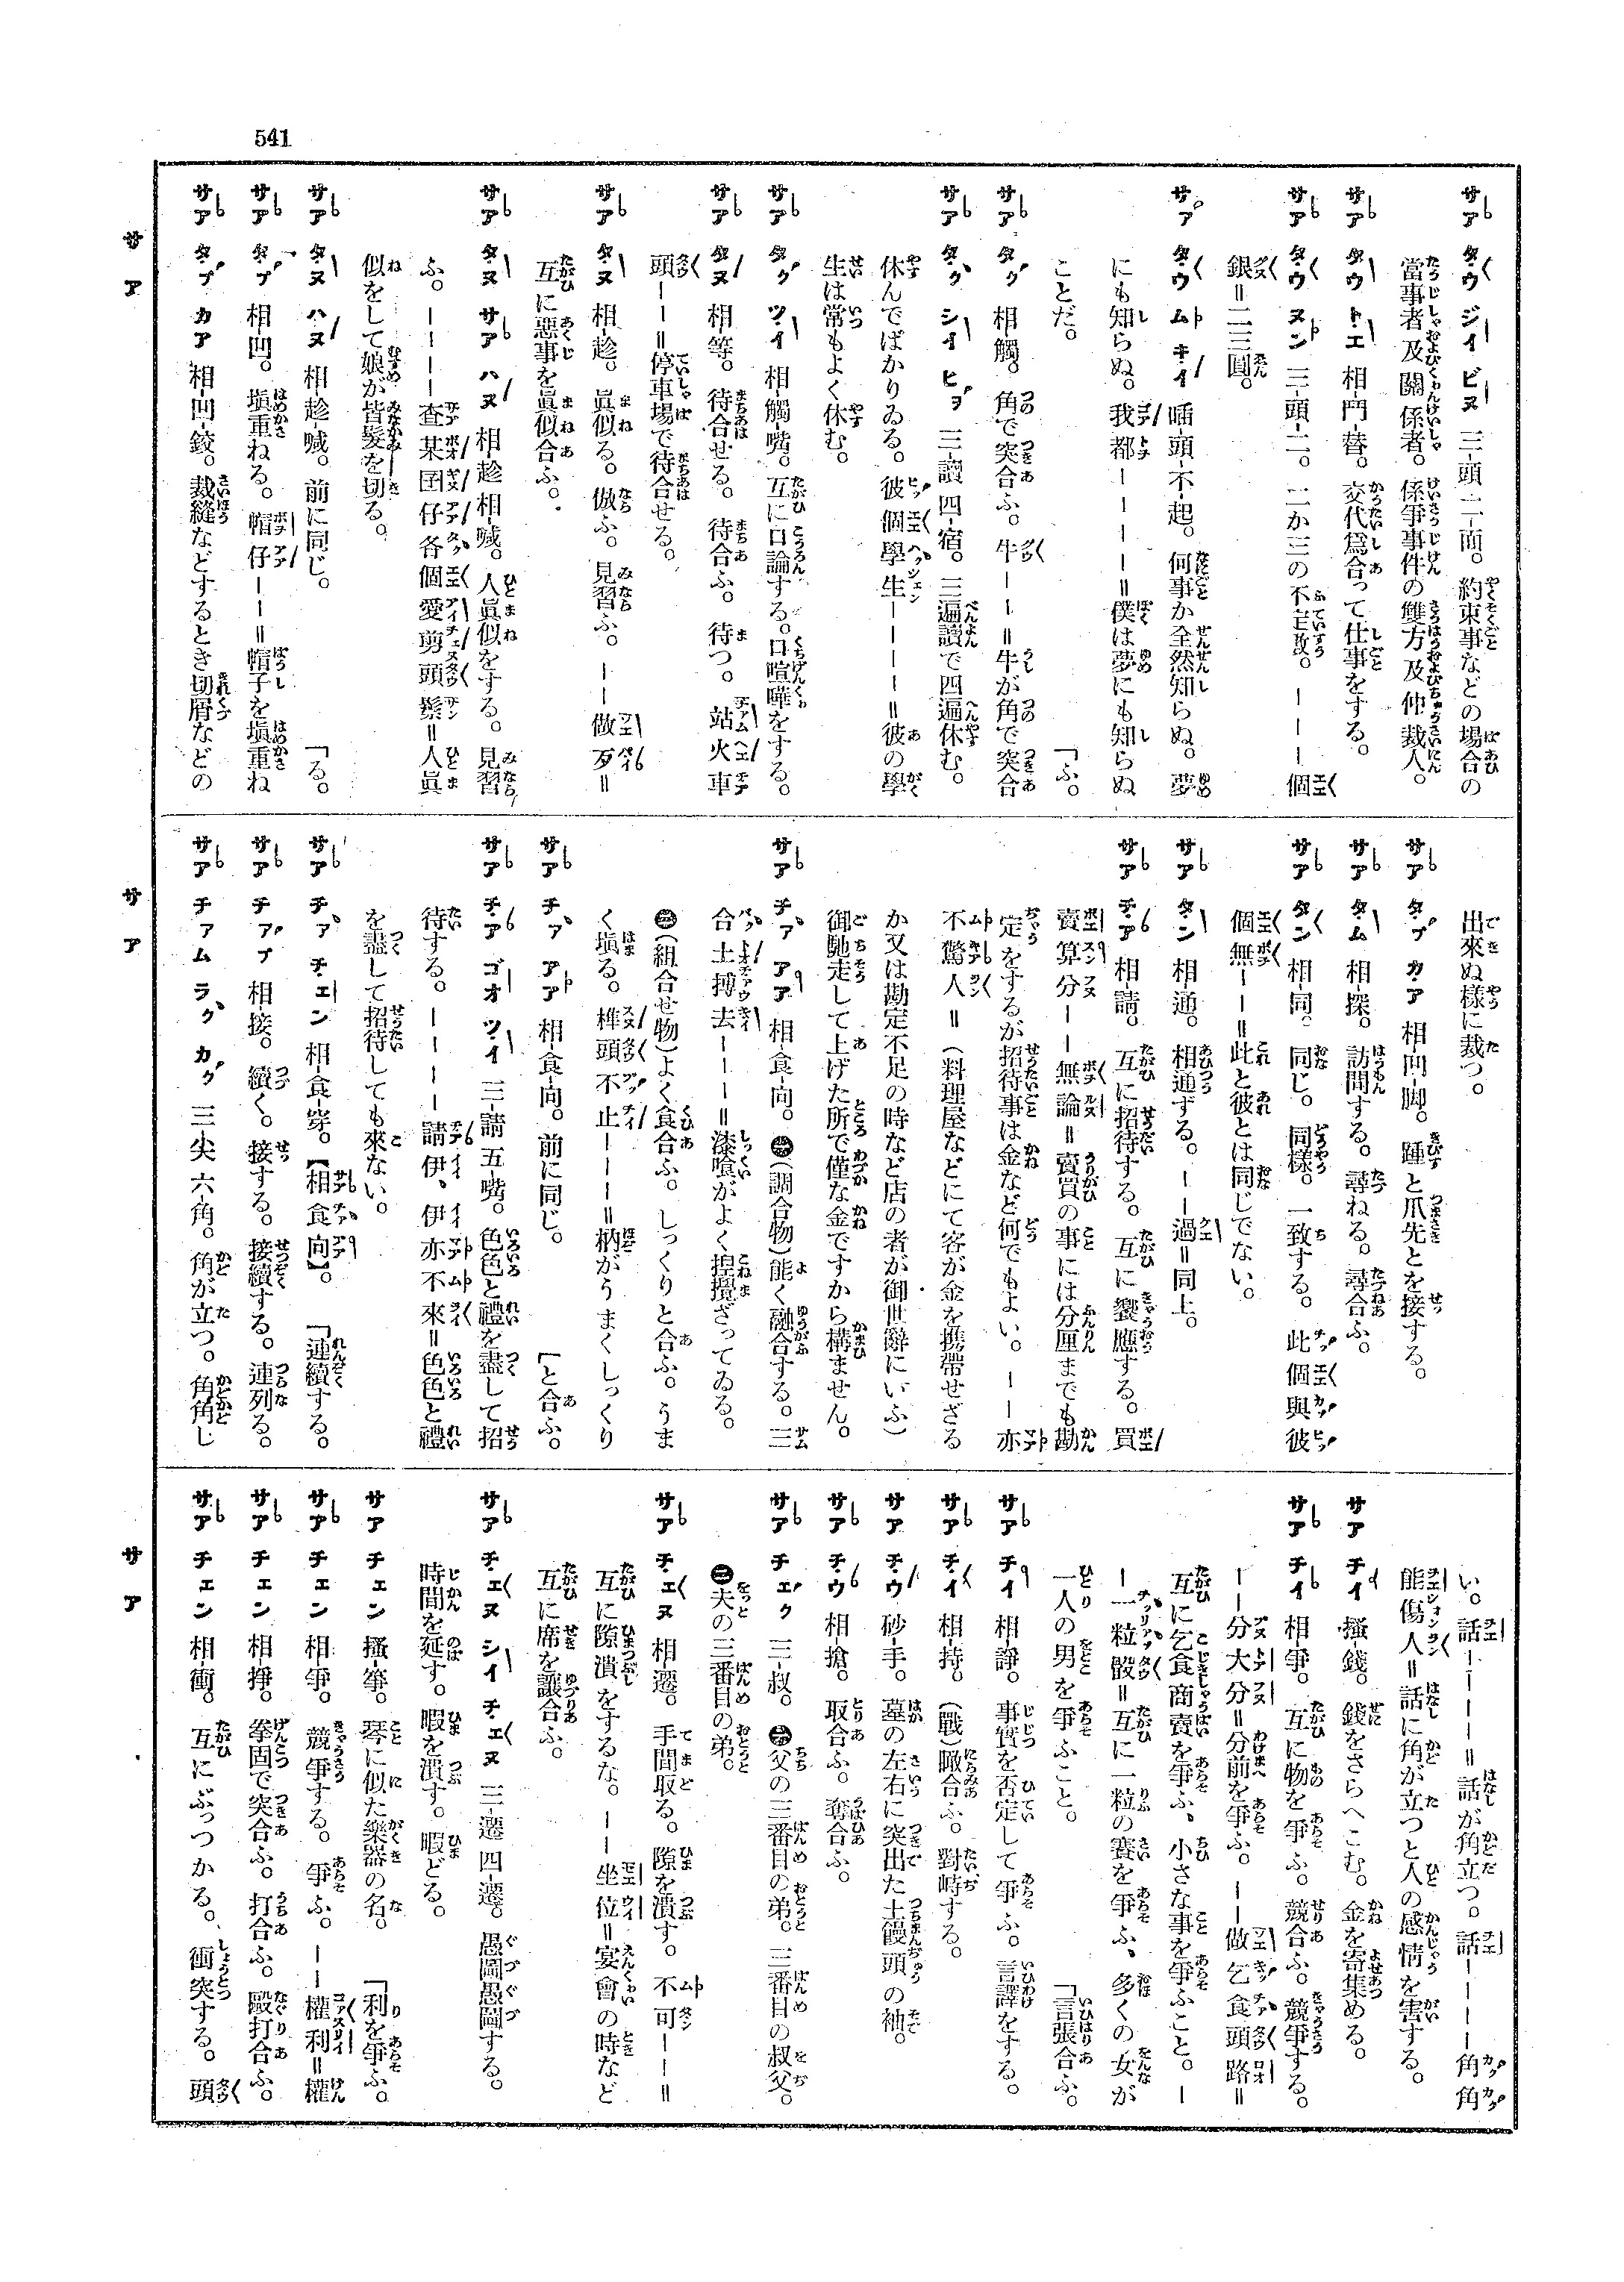 541
サア タウ ジイ ビヌ 三-頭 二-面。約束事などの場合の
當事者及關係者。係爭事件の雙方及仲裁人。
サア タウ トエ 相-鬥-替。交代爲合って仕事をする。
サア タウ ヌン 三-頭-二。二か三の不定數。――― 個
銀=二三圓。
サア タウ ムキイ 頭-不-起。何事か全然知らぬ。夢
にも知らぬ。我都――――=僕は夢にも知らぬ
ことだ。 「ふ。
サア タク 相-觸。角で突合ふ。牛――=牛が角で突合
サア タク シイ ヒヲ 三-讀 四-宿。三遍讀で四遍休む。
休んでばかりゐる。彼個學生――――=彼の學
生は常もよく休む。
サア タク ツイ 相-觸-嘴。互に口論する。口喧嘩をする。
サア タヌ 相-等。待合せる。待合ふ。待つ。站火車
頭――=停車場で待合せる。
サア タヌ 相-趁。眞似る。倣ふ。見習ふ。――做歹=
互に惡事を眞似合ふ。
サア タヌ サア ハヌ 相-趁 相-喊。人眞似をする。見習
ふ。――――査某囝仔各個愛剪頭鬃=人眞
似をして娘が皆髮を切る。
サア タヌ ハヌ 相-趁-喊。前に同じ。 「る。
サア タプ 相-凹。塡重ねる。帽仔――=帽子を塡重ね
サア タプ カア 相-凹-鉸。裁縫などするとき切屑などの
出來ぬ樣に裁つ。
サア タプ カア 相-凹-脚。踵と爪先とを接する。
サア タム 相-探。訪問する。尋ねる。尋合ふ。
サア タン 相-同。同じ。同樣。一致する。此個與彼
個無――=此と彼とは同じでない。
サア タン 相-通。相通ずる。――過=同上。
サア チア 相-請。互に招待する。互に饗應する。買
賣算分――無論=賣買の事には分厘までも勘
定をするが招待事は金など何でもよい。――亦
不驚人=(料理屋などにて客が金を携帶せざる
か又は勘定不足の時など店の者が御世辭にいふ)
御馳走して上げた所で僅な金ですから構ません。
サア チア アア 相-食-向。㊀(調合物)能く融合する。三
合土搏去―――=漆喰がよく揑攪ざってゐる。
㊁(組合せ物)よく食合ふ。しっくりと合ふ。うま
く塡る。榫頭不止―――=柄がうまくしっくり
サア チア アア 相-食-向。前に同じ。 「と合ふ。
サア チア ゴオ ツイ 三-請 五-嘴。色色と禮を盡して招
待する。――――請伊、伊亦不來=色色と禮
を盡して招待しても來ない。
サア チア チェン 相-食-穿。【相食向】。 「連續する。
サア チアプ 相-接。續く。接する。接續する。連列る。
サア チアム ラク カク 三-尖 六-角。角が立つ。角角し
い。話――――=話が角立つ。話――――角角
能傷人=話に角が立つと人の感情を害する。
サア チイ 搔-錢。錢をさらへこむ。金を寄集める。
サア チイ 相-爭。互に物を爭ふ。競合ふ。競爭する。
――分大分=分前を爭ふ。――做乞食頭路=
互に乞食商賣を爭ふ、小さな事を爭ふこと。―
―一粒骰=互に一粒の賽を爭ふ、多くの女が
一人の男を爭ふこと。 「言張合ふ。
サア チイ 相-諍。事實を否定して爭ふ。言譯をする。
サア チイ 相-持。(戰)瞰合ふ。對峙する。
サア チウ 砂-手。墓の左右に突出た土饅頭の袖。
サア チウ 相-搶。取合ふ。奪合ふ。
サア チェク 三-叔。㊀父の三番目の弟。三番目の叔父。
㊁夫の三番目の弟。
サア チェヌ 相-遷。手間取る。隙を潰す。不可――=
互に隙潰をするな。――坐位=宴會の時など
互に席を讓合ふ。
サア チェヌ シイ チェヌ 三-遷 四-遷。愚圖愚圖する。
時間を延す。暇を潰す。暇どる。
サア チェン 搔-箏。琴に似た樂器の名。 「利を爭ふ。
サア チェン 相-爭。競爭する。爭ふ。――權利=權
サア チェン 相-掙。拳固で突合ふ。打合ふ。毆打合ふ。
サア チェン 相-衝。互にぶっつかる。衝突する。頭
サア
サア
サア